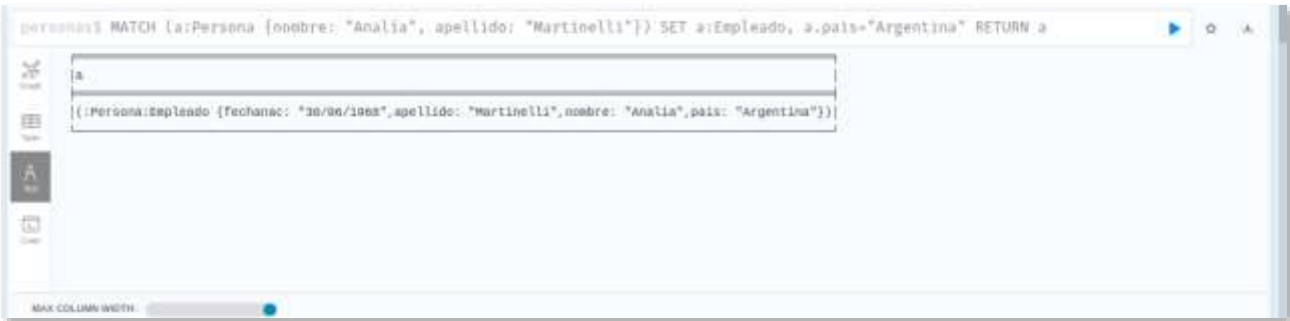 personas$ MATCH (a:Persona {nombre: "Analia", apellido: "Martinelli"}) SET a:Empleado, a.pais="Argentina" RETURN a
Graph
a
(:Persona:Empleado {fechanac: "30/06/1968",apellido: "Martinelli",nombre: "Analia",pais: "Argentina"})
Table
A
Text
Code
MAX COLUMN WIDTH: